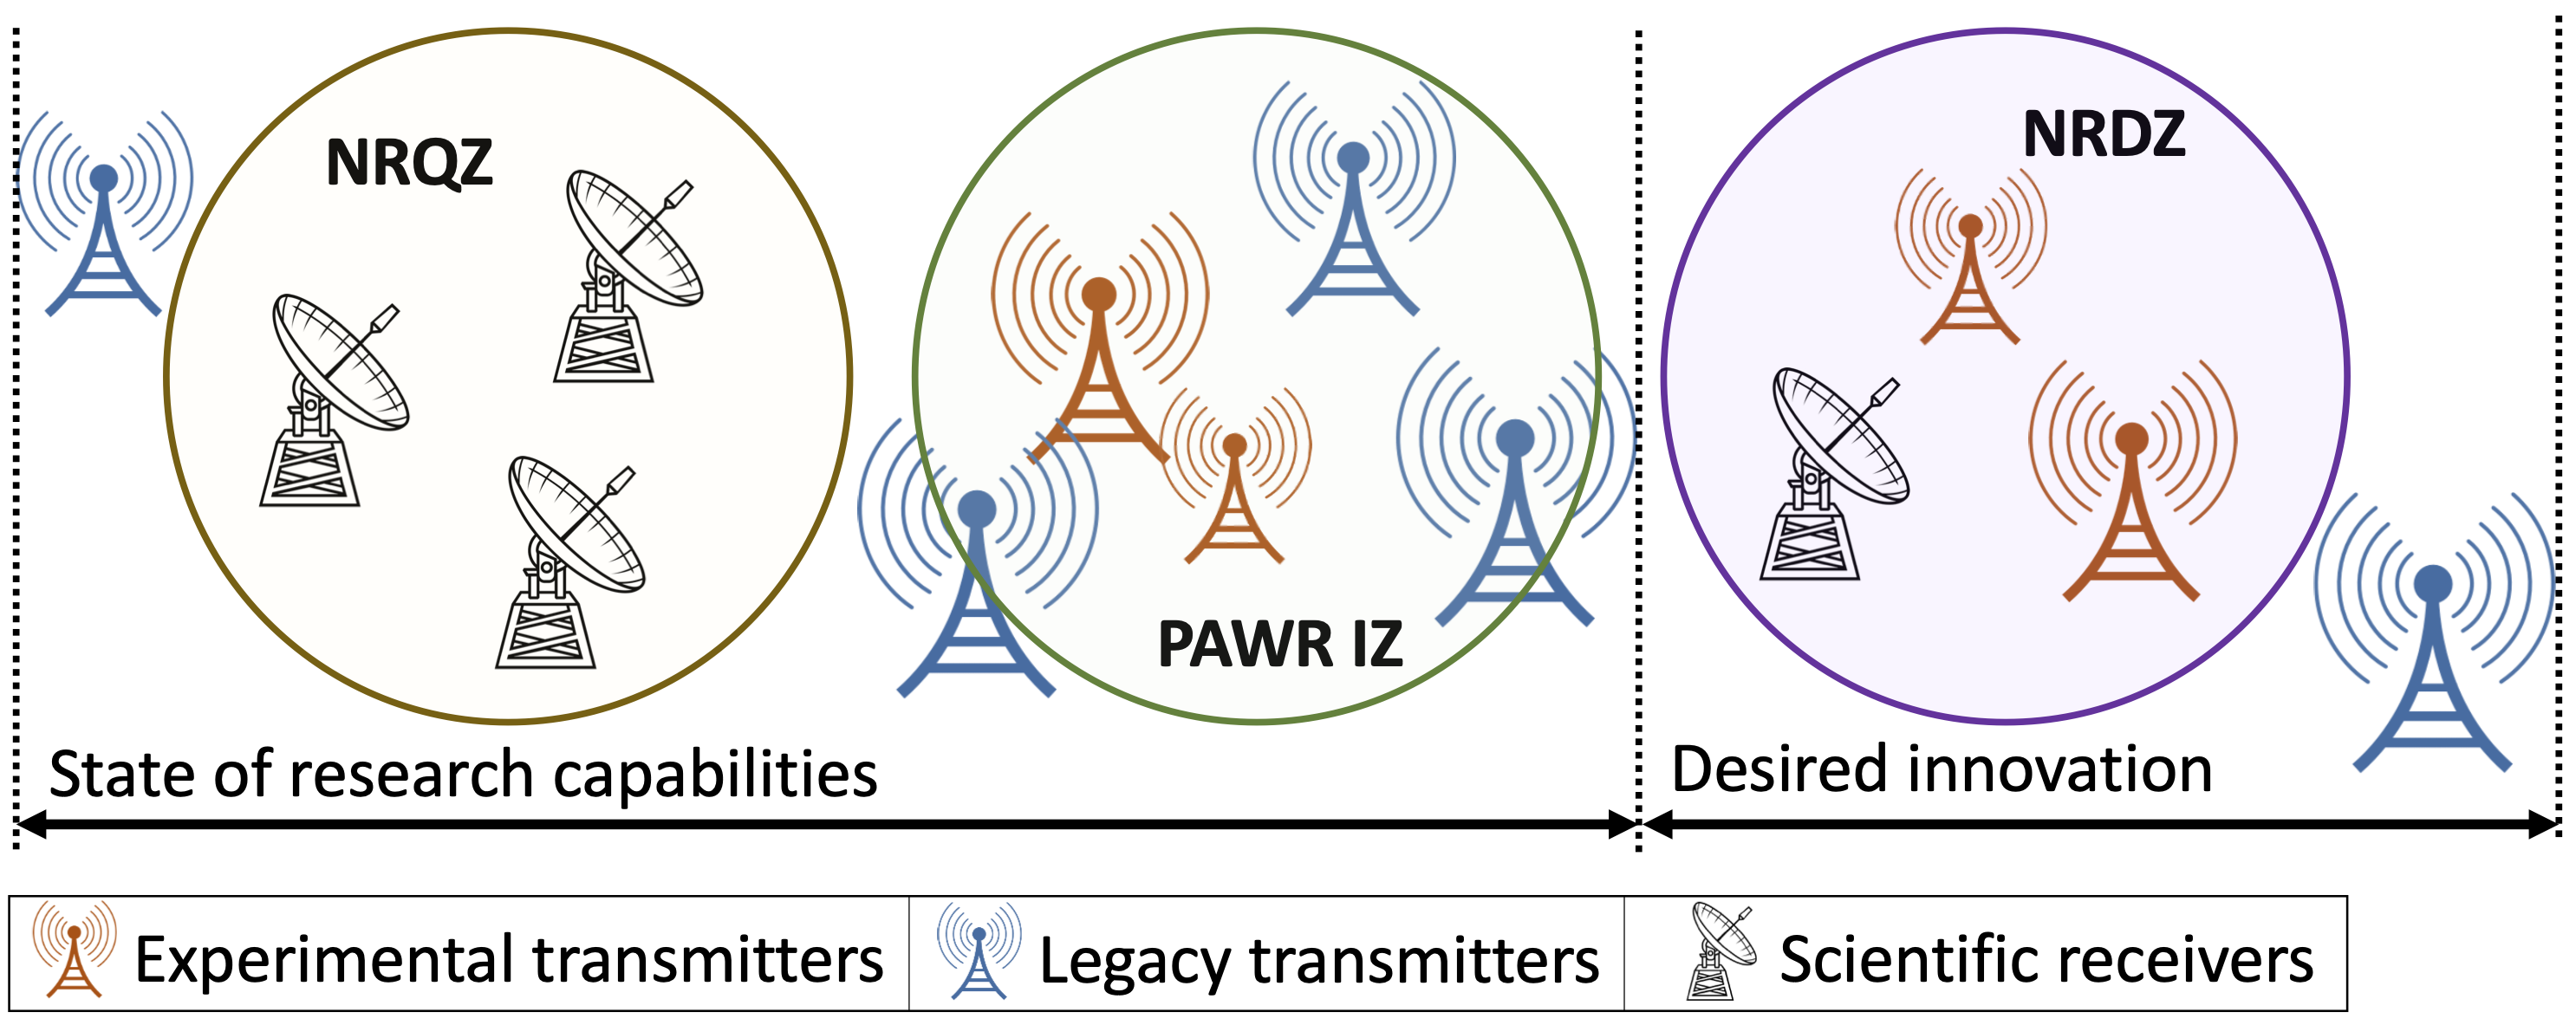 NRQZ
PAWR IZ
NRDZ
State of research capabilities
Desired innovation
Experimental transmitters
Legacy transmitters
Scientific receivers